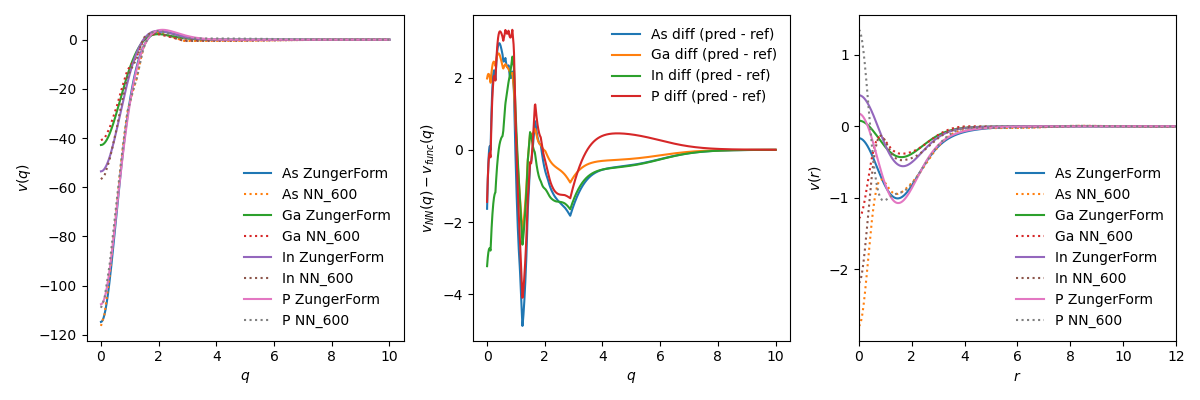 0
−20
−40
−60
−80
−100
−120
v(q)
0 2 4 6 8 10
q
As ZungerForm
As NN_600
Ga ZungerForm
Ga NN_600
In ZungerForm
In NN_600
P ZungerForm
P NN_600
2
0
−2
−4
v_NN(q) − v_func(q)
0 2 4 6 8 10
q
As diff (pred - ref)
Ga diff (pred - ref)
In diff (pred - ref)
P diff (pred - ref)
1
0
−1
−2
v(r)
0 2 4 6 8 10 12
r
As ZungerForm
As NN_600
Ga ZungerForm
Ga NN_600
In ZungerForm
In NN_600
P ZungerForm
P NN_600